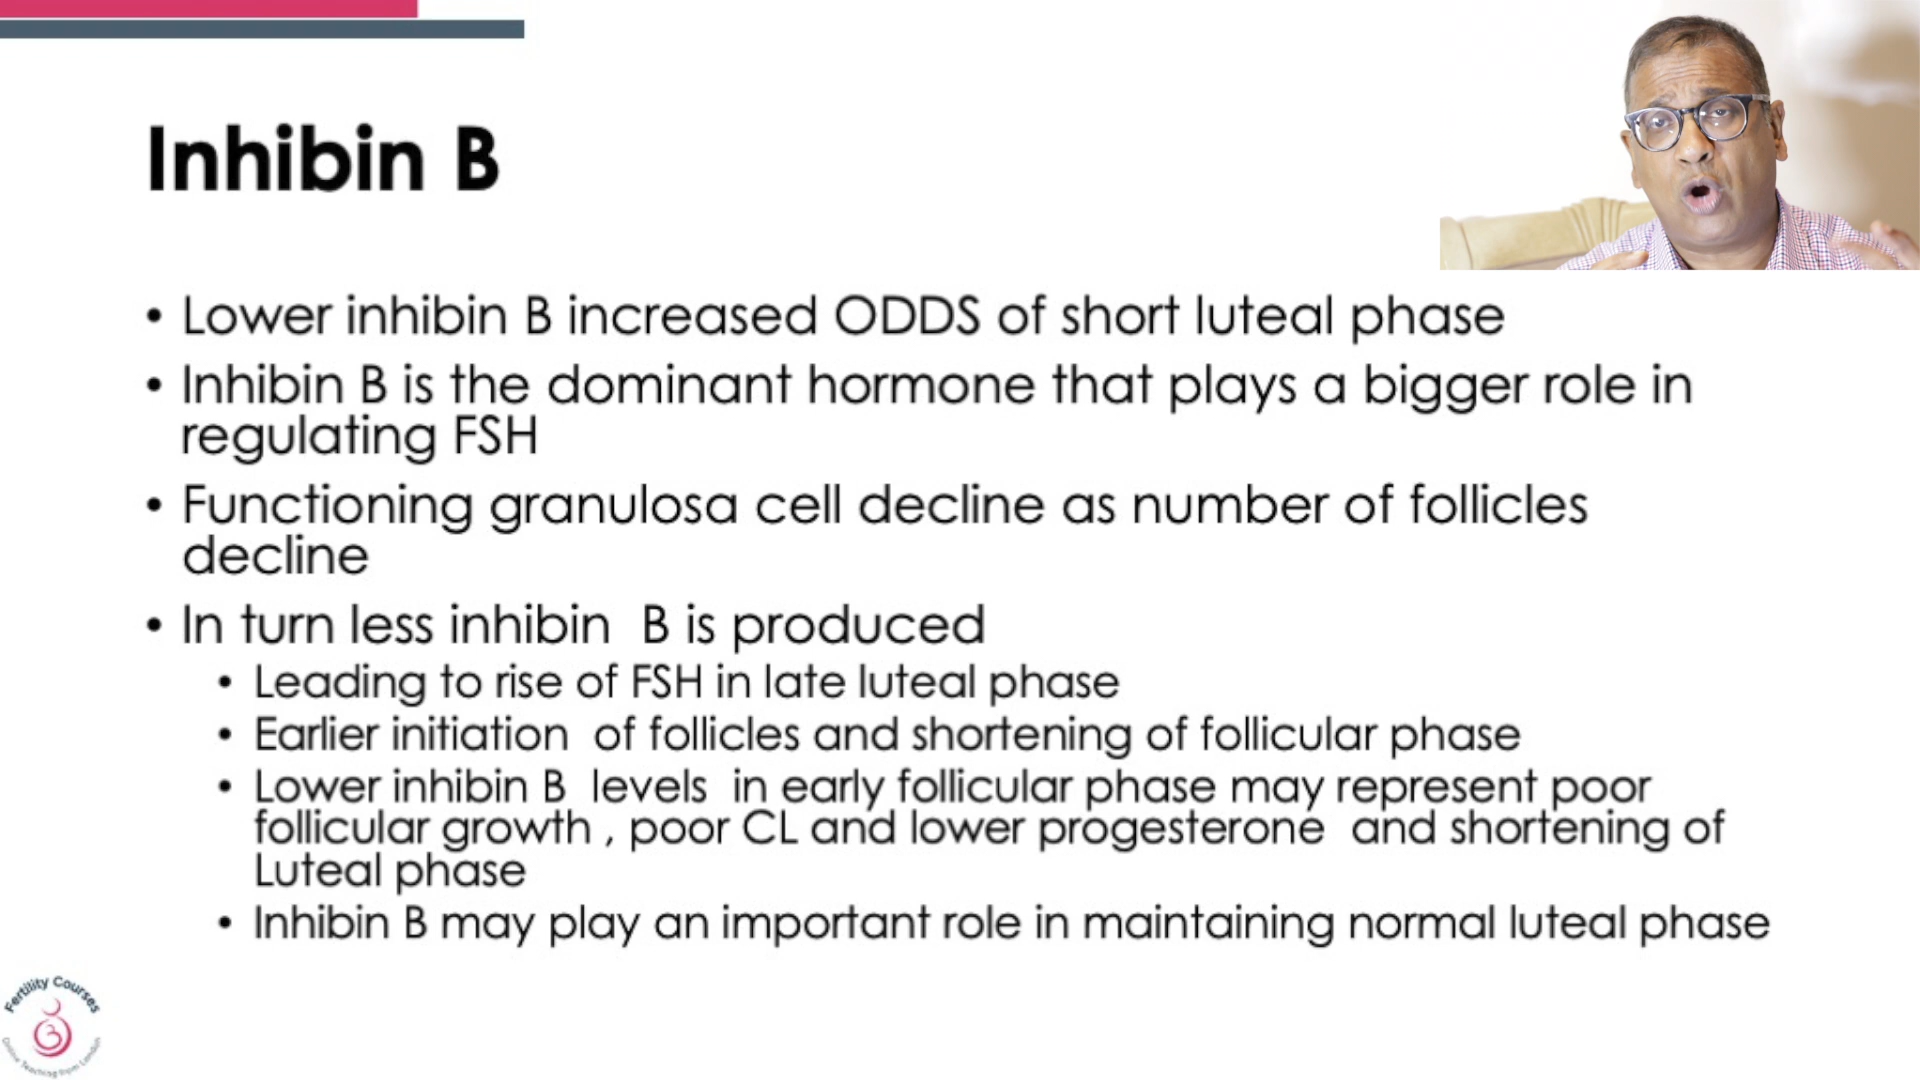 Inhibin B
• Lower inhibin B increased ODDS of short luteal phase
• Inhibin B is the dominant hormone that plays a bigger role in
regulating FSH
• Functioning granulosa cell decline as number of follicles
decline
• In turn less inhibin B is produced
• Leading to rise of FSH in late luteal phase
• Earlier initiation of follicles and shortening of follicular phase
• Lower inhibin B levels in early follicular phase may represent poor
follicular growth , poor CL and lower progesterone and shortening of
Luteal phase
• Inhibin B may play an important role in maintaining normal luteal phase
Fertility Courses
Online Teaching from London